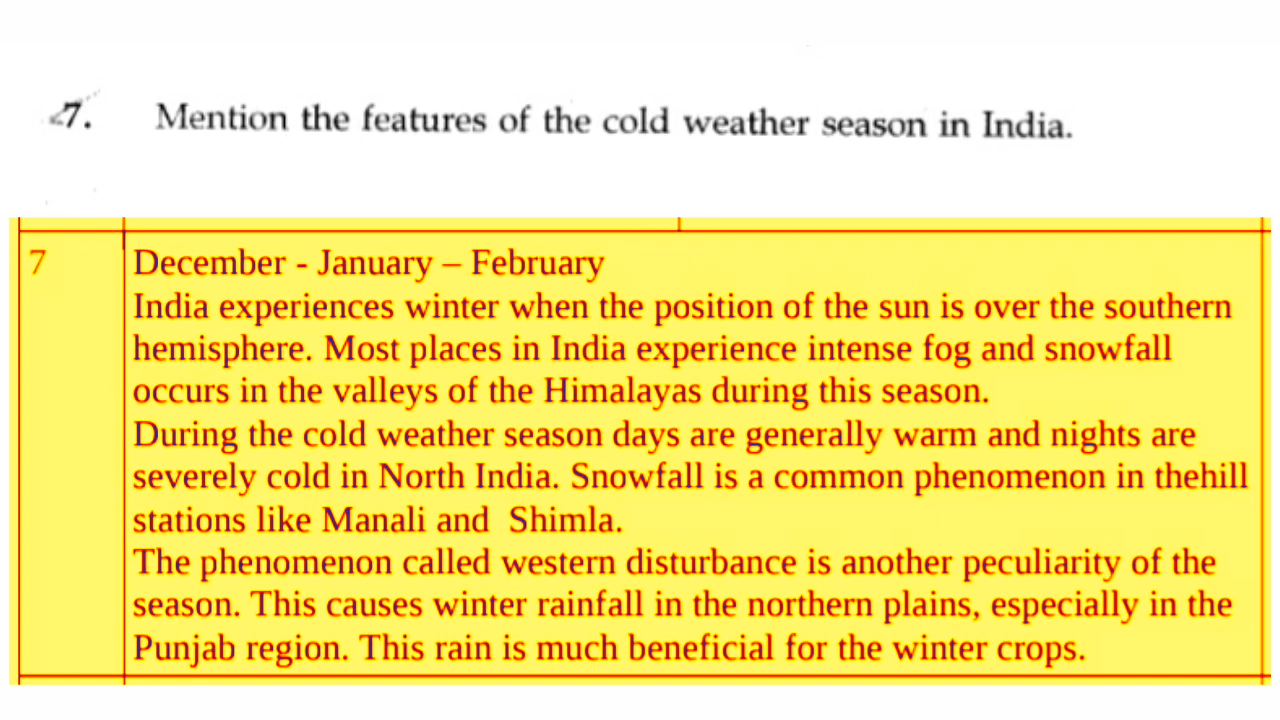 7. Mention the features of the cold weather season in India.
7 December - January – February
India experiences winter when the position of the sun is over the southern
hemisphere. Most places in India experience intense fog and snowfall
occurs in the valleys of the Himalayas during this season.
During the cold weather season days are generally warm and nights are
severely cold in North India. Snowfall is a common phenomenon in thehill
stations like Manali and Shimla.
The phenomenon called western disturbance is another peculiarity of the
season. This causes winter rainfall in the northern plains, especially in the
Punjab region. This rain is much beneficial for the winter crops.